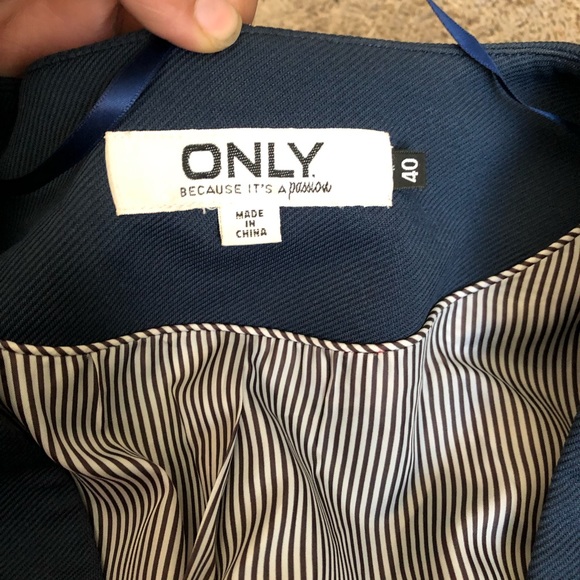 ONLY.
BECAUSE IT'S A passion
40
MADE
IN
CHINA